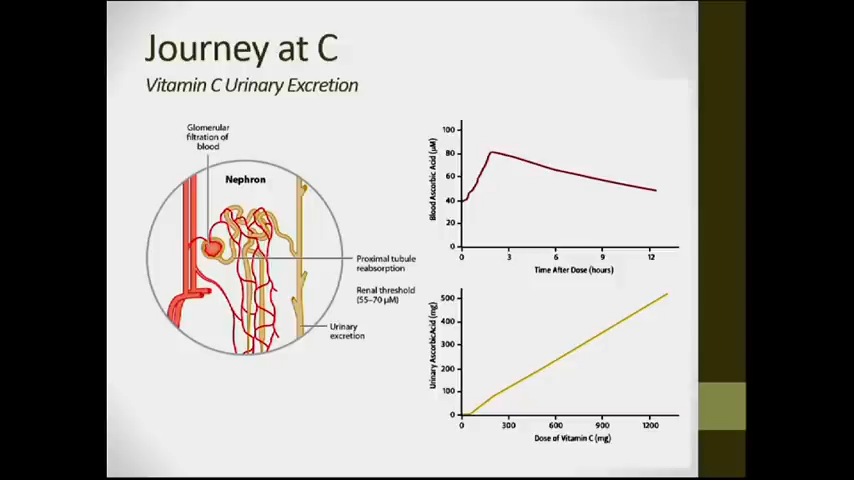 Journey at C
Vitamin C Urinary Excretion
Glomerular
filtration of
blood
Nephron
Proximal tubule
reabsorption
Renal threshold
(55–70 µM)
Urinary
excretion
Blood Ascorbic Acid (µM)
100
80
60
40
20
0
0 3 6 9 12
Time After Dose (hours)
Urinary AscorbicAcid (mg)
500
400
300
200
100
0
0 300 600 900 1200
Dose of Vitamin C (mg)